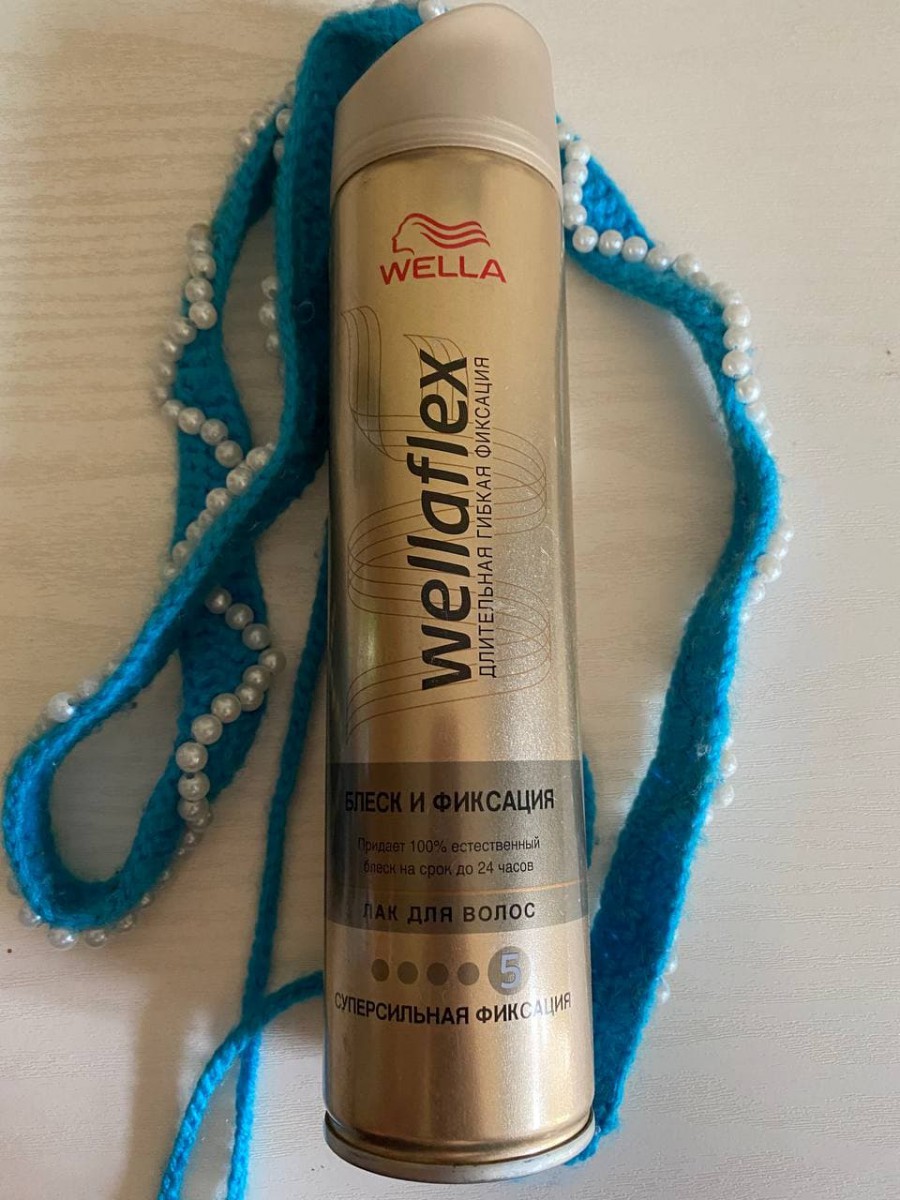 WELLA
wellaflex
ДЛИТЕЛЬНАЯ ГИБКАЯ ФИКСАЦИЯ
БЛЕСК И ФИКСАЦИЯ
Придает 100% естественный
блеск на срок до 24 часов
ЛАК ДЛЯ ВОЛОС
5
СУПЕРСИЛЬНАЯ ФИКСАЦИЯ